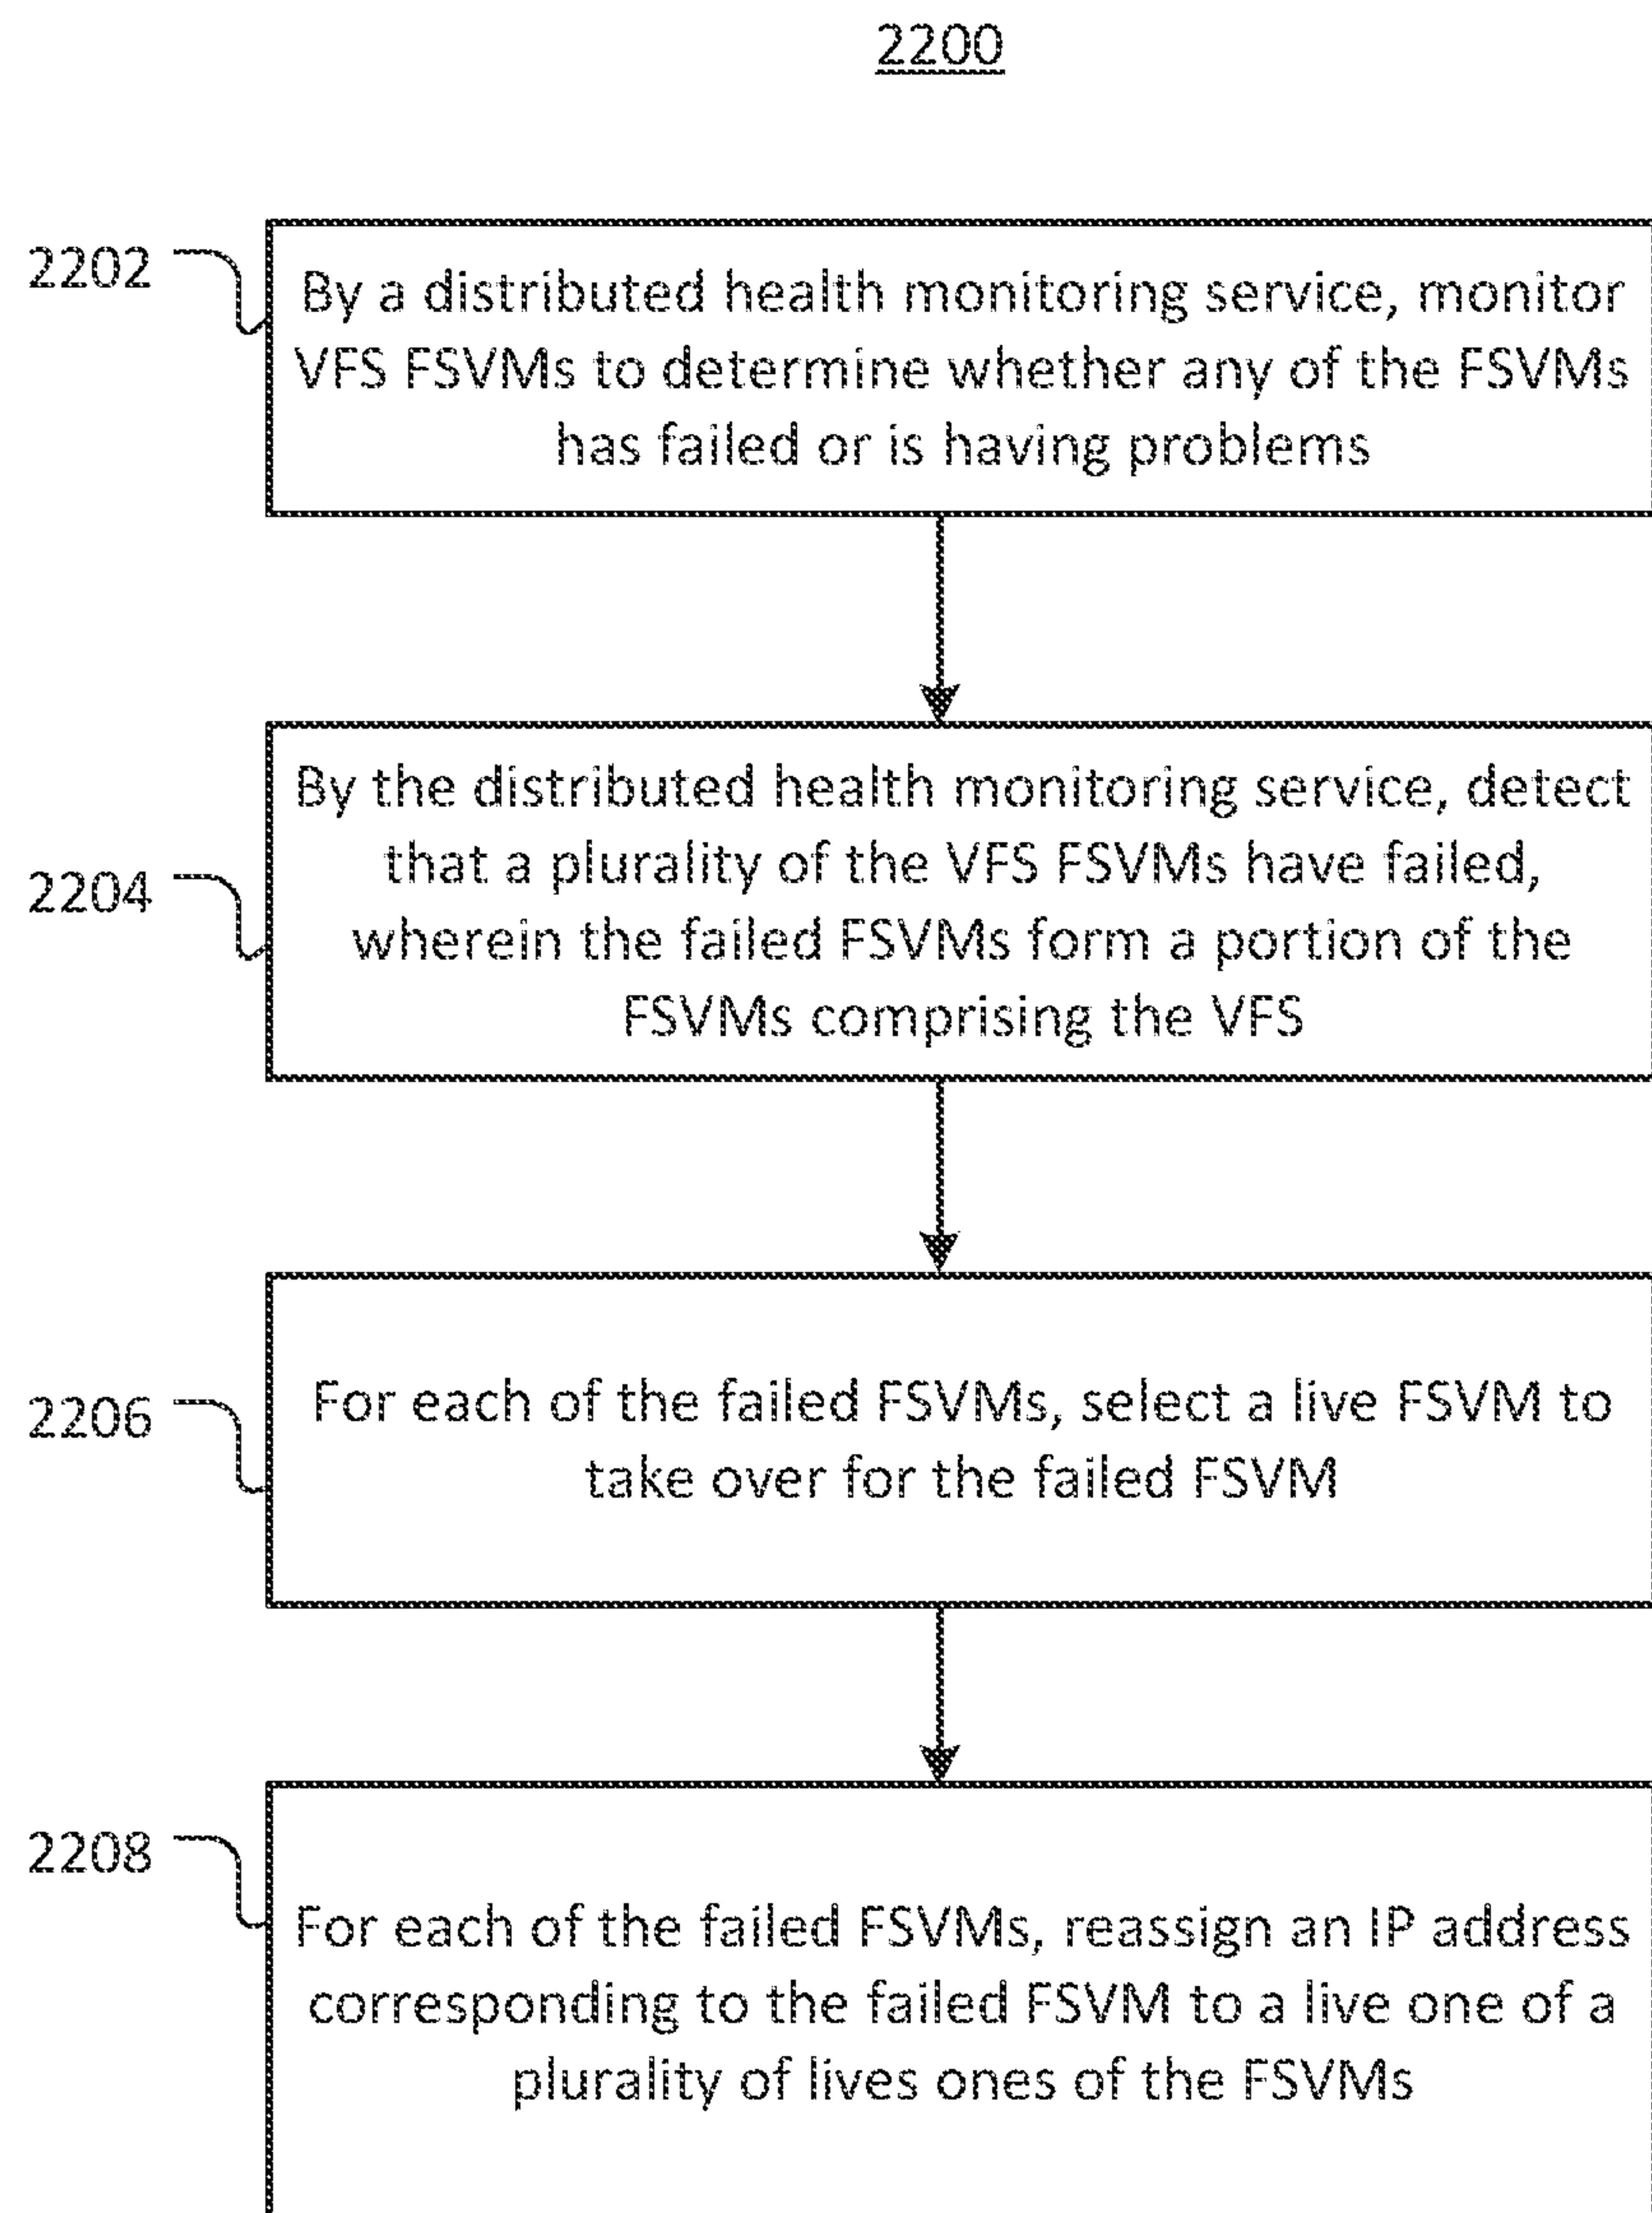 2200
2202
By a distributed health monitoring service, monitor
VFS FSVMs to determine whether any of the FSVMs
has failed or is having problems
2204
By the distributed health monitoring service, detect
that a plurality of the VFS FSVMs have failed,
wherein the failed FSVMs form a portion of the
FSVMs comprising the VFS
2206
For each of the failed FSVMs, select a live FSVM to
take over for the failed FSVM
2208
For each of the failed FSVMs, reassign an IP address
corresponding to the failed FSVM to a live one of a
plurality of lives ones of the FSVMs